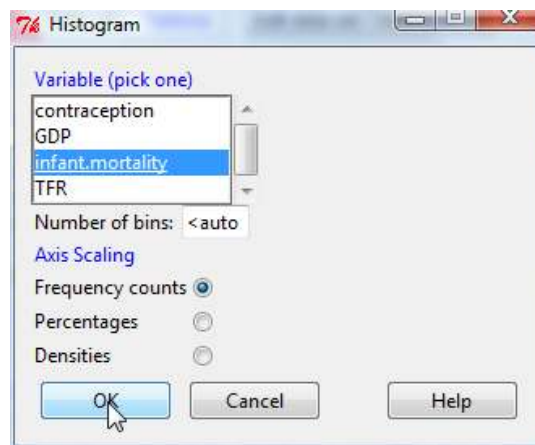 Histogram
Variable (pick one)
contraception
GDP
infant.mortality
TFR
Number of bins: <auto
Axis Scaling
Frequency counts
Percentages
Densities
OK Cancel Help